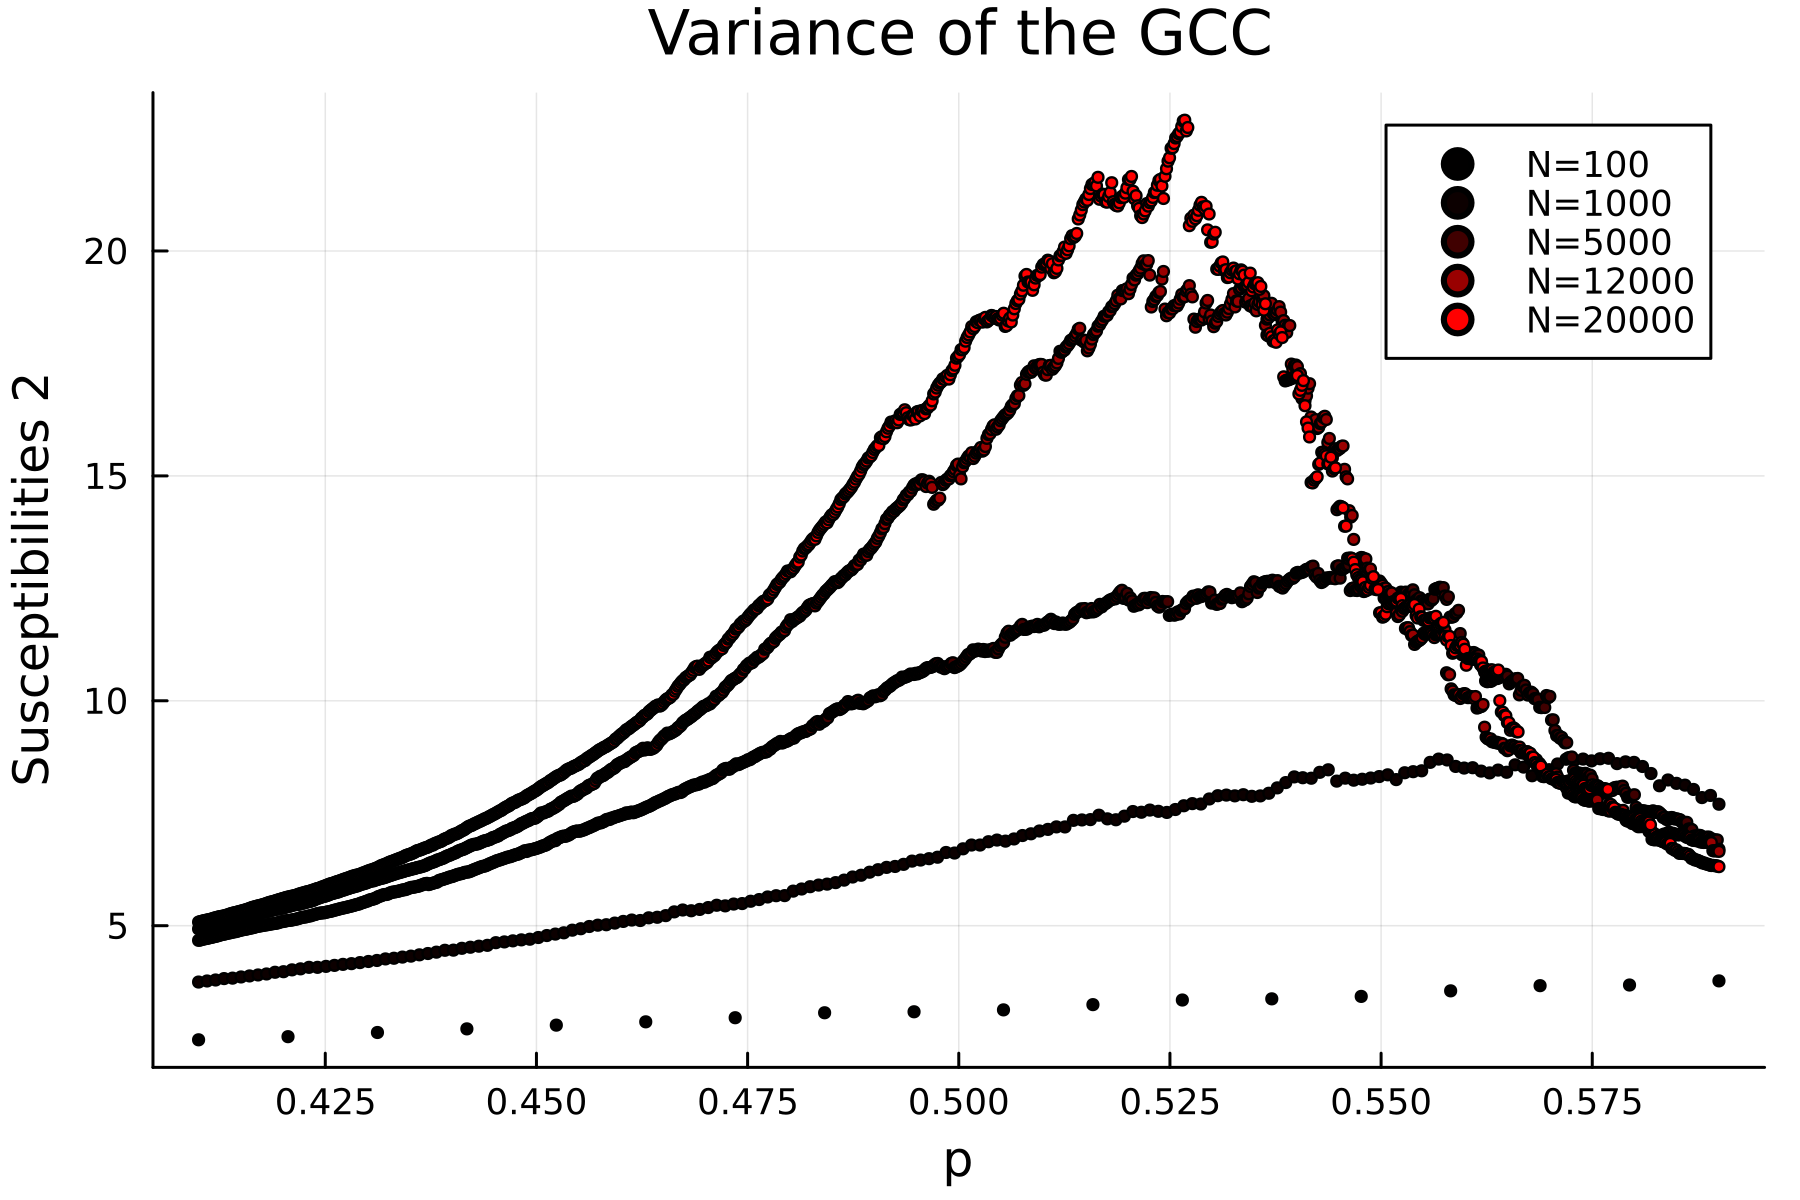 Variance of the GCC
Susceptibilities 2
20
15
10
5
N=100
N=1000
N=5000
N=12000
N=20000
0.425 0.450 0.475 0.500 0.525 0.550 0.575
p